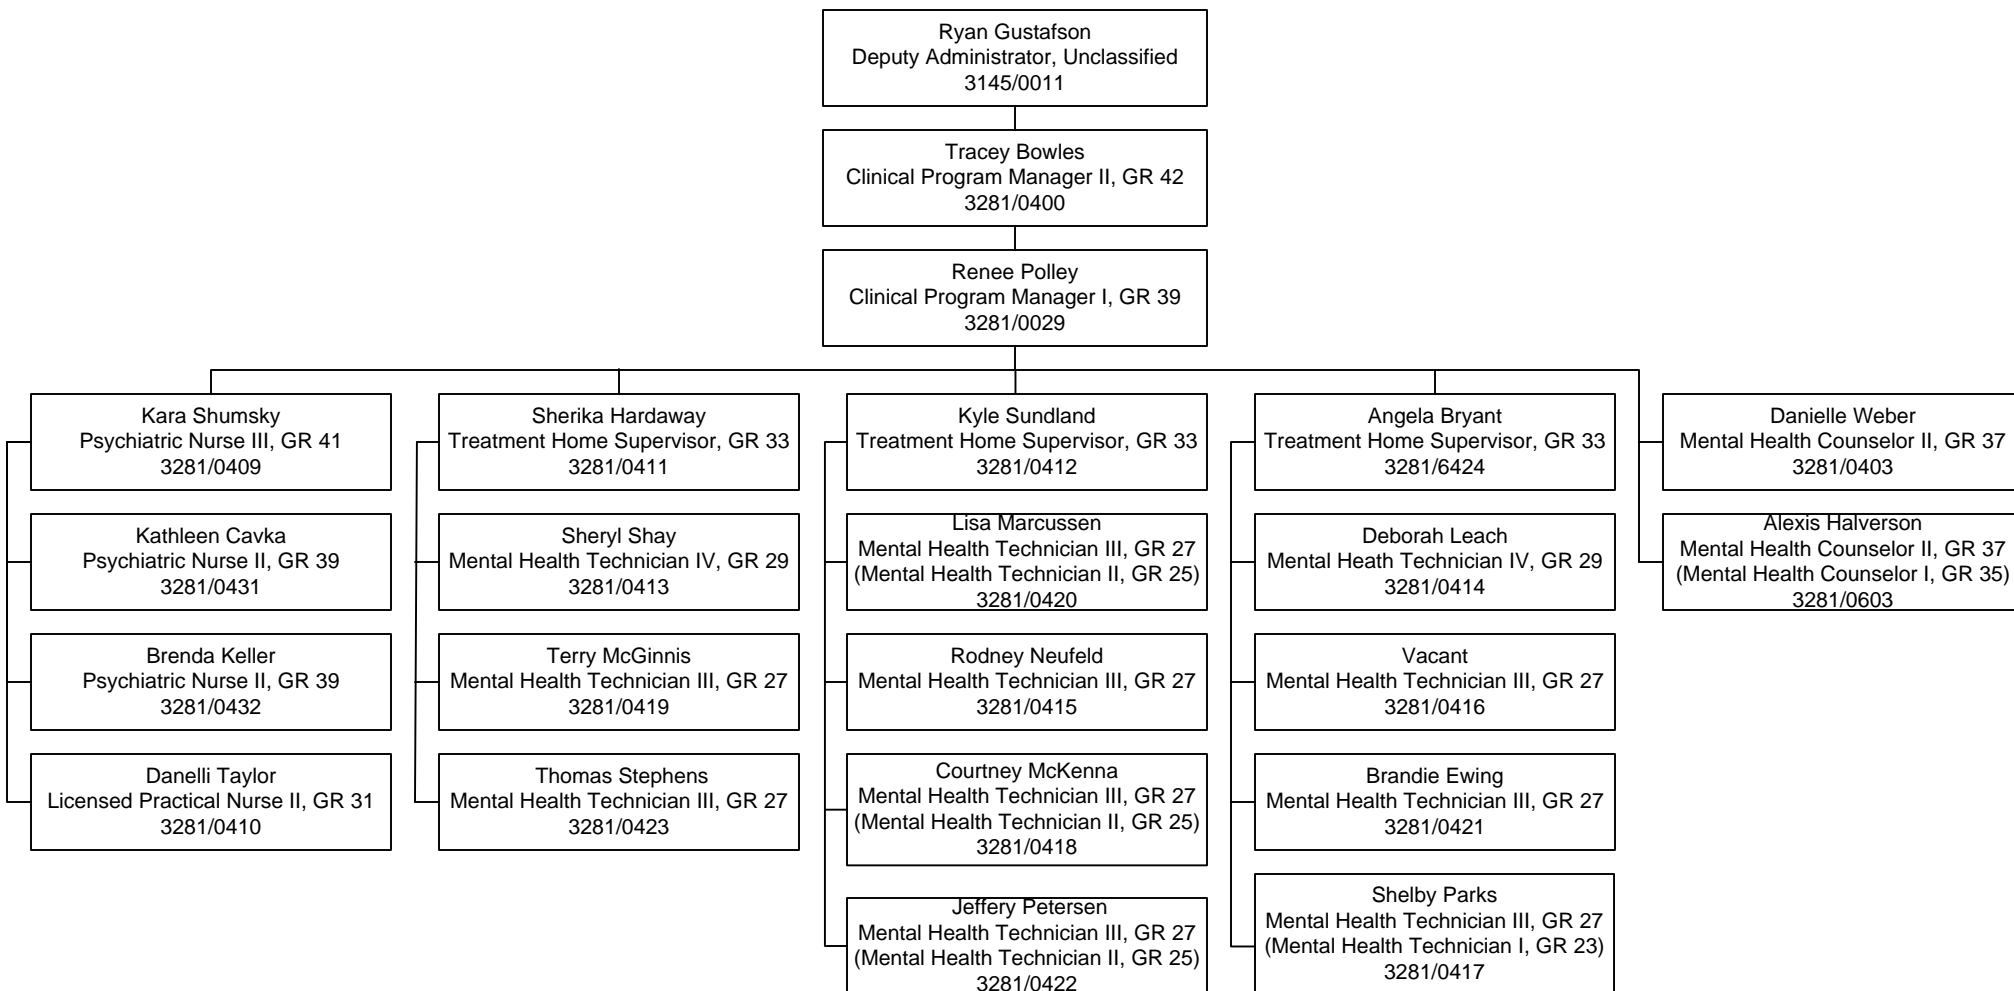 Ryan Gustafson
Deputy Administrator, Unclassified
3145/0011
Tracey Bowles
Clinical Program Manager II, GR 42
3281/0400
Renee Polley
Clinical Program Manager I, GR 39
3281/0029
Kara Shumsky
Psychiatric Nurse III, GR 41
3281/0409
Kathleen Cavka
Psychiatric Nurse II, GR 39
3281/0431
Brenda Keller
Psychiatric Nurse II, GR 39
3281/0432
Danelli Taylor
Licensed Practical Nurse II, GR 31
3281/0410
Sherika Hardaway
Treatment Home Supervisor, GR 33
3281/0411
Sheryl Shay
Mental Health Technician IV, GR 29
3281/0413
Terry McGinnis
Mental Health Technician III, GR 27
3281/0419
Thomas Stephens
Mental Health Technician III, GR 27
3281/0423
Kyle Sundland
Treatment Home Supervisor, GR 33
3281/0412
Lisa Marcussen
Mental Health Technician III, GR 27
(Mental Health Technician II, GR 25)
3281/0420
Rodney Neufeld
Mental Health Technician III, GR 27
3281/0415
Courtney McKenna
Mental Health Technician III, GR 27
(Mental Health Technician II, GR 25)
3281/0418
Jeffery Petersen
Mental Health Technician III, GR 27
(Mental Health Technician II, GR 25)
3281/0422
Angela Bryant
Treatment Home Supervisor, GR 33
3281/6424
Deborah Leach
Mental Heath Technician IV, GR 29
3281/0414
Vacant
Mental Health Technician III, GR 27
3281/0416
Brandie Ewing
Mental Health Technician III, GR 27
3281/0421
Shelby Parks
Mental Health Technician III, GR 27
(Mental Health Technician I, GR 23)
3281/0417
Danielle Weber
Mental Health Counselor II, GR 37
3281/0403
Alexis Halverson
Mental Health Counselor II, GR 37
(Mental Health Counselor I, GR 35)
3281/0603